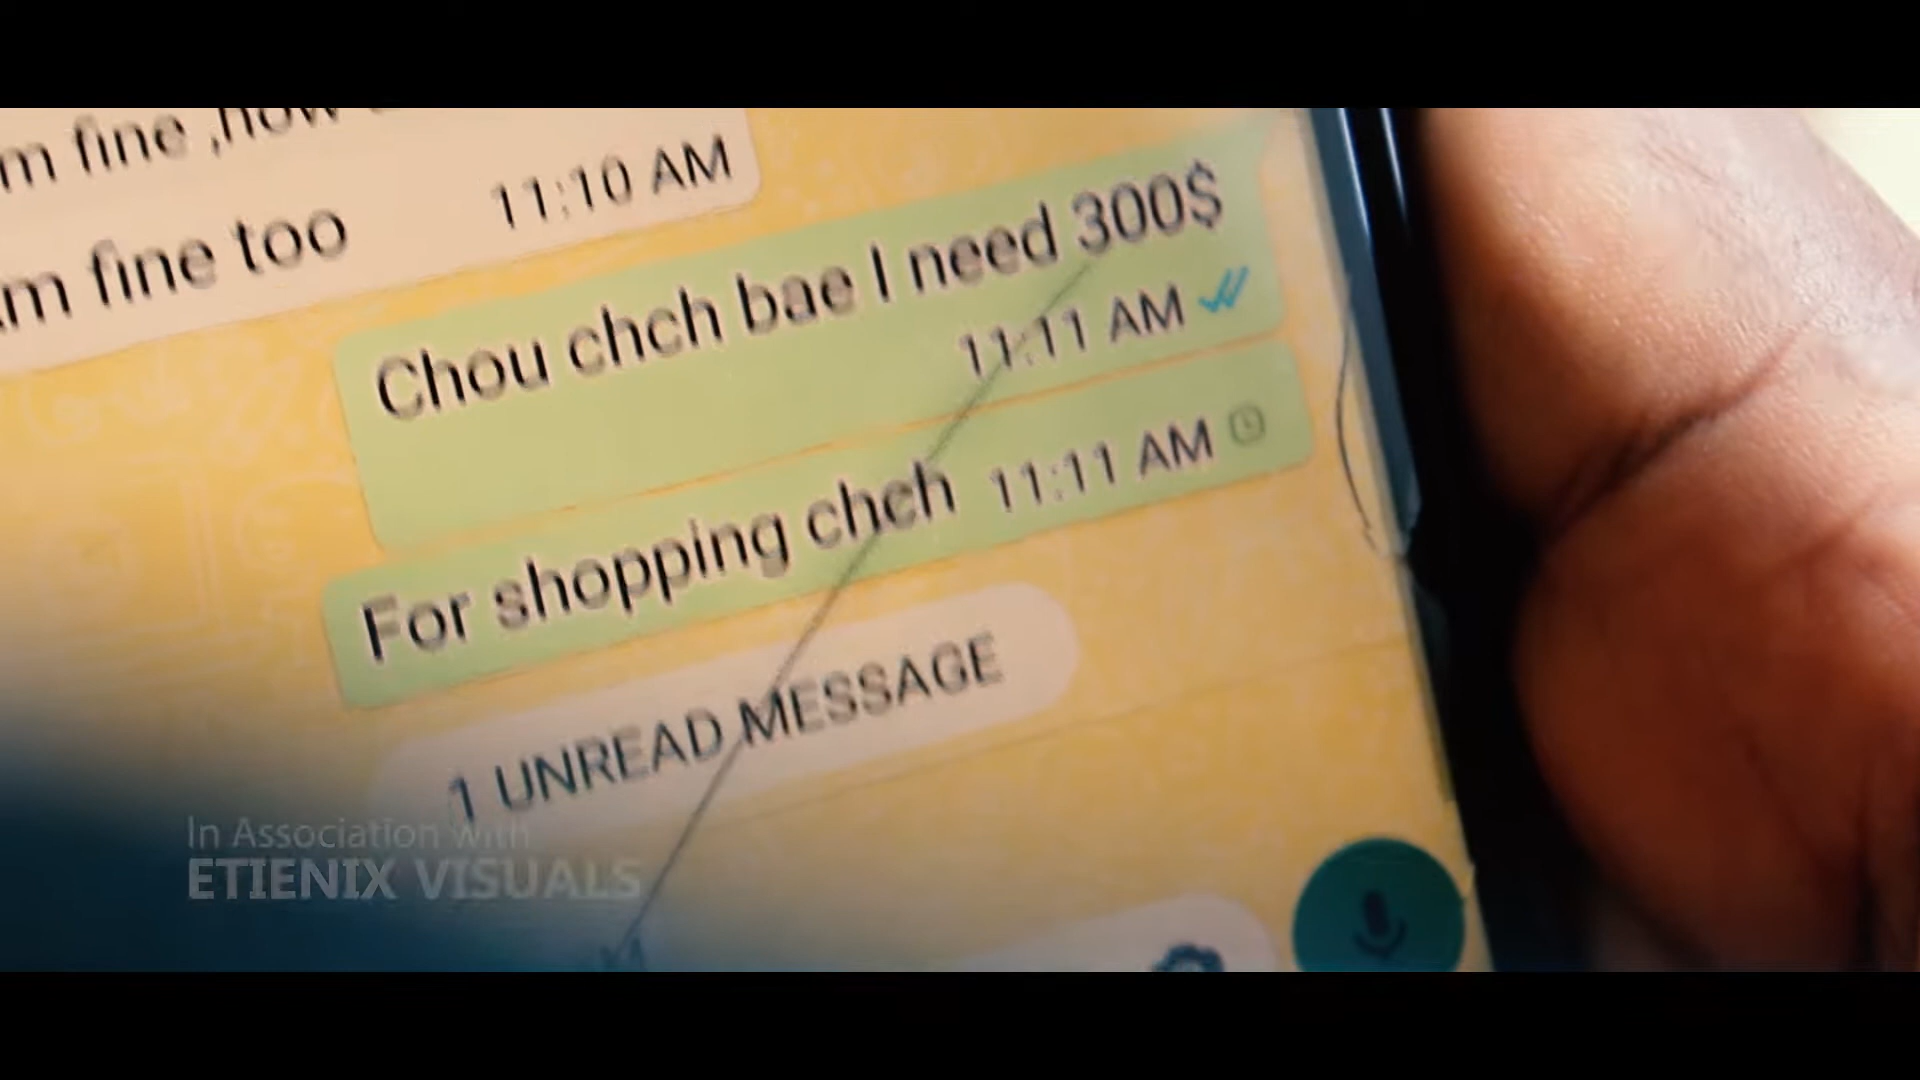 m fine ,how
m fine too
11:10 AM
Chou chch bae I need 300$
11:11 AM
For shopping chch 11:11 AM
1 UNREAD MESSAGE
In Association with
ETIENIX VISUALS